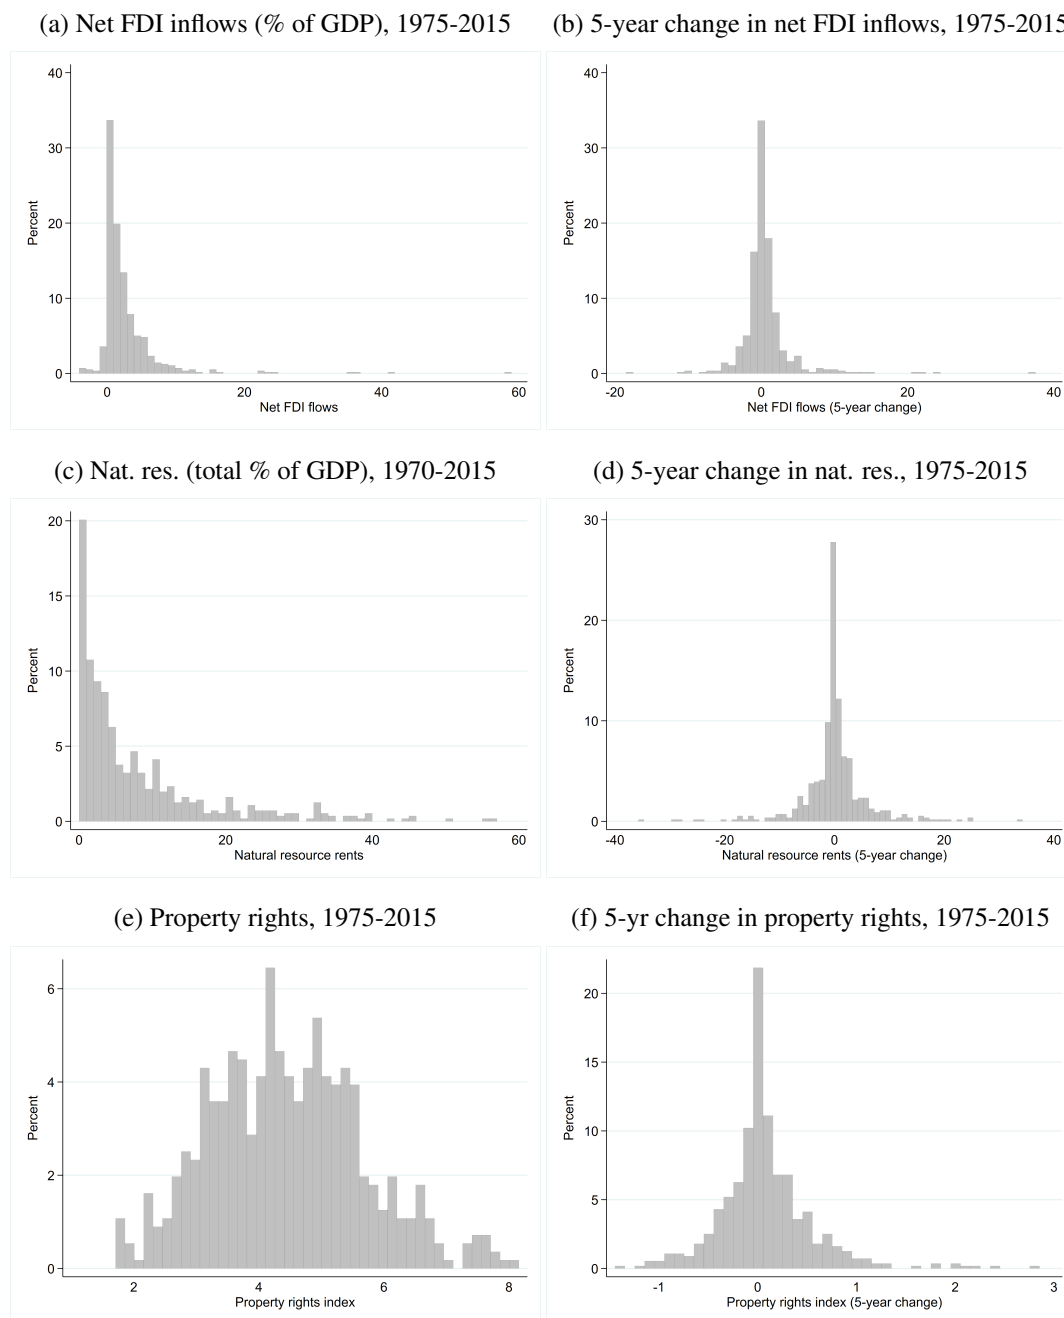 (a) Net FDI inflows (% of GDP), 1975-2015
40
30
20
10
0
Percent
0 20 40 60
Net FDI flows
(b) 5-year change in net FDI inflows, 1975-2015
40
30
20
10
0
Percent
-20 0 20 40
Net FDI flows (5-year change)
(c) Nat. res. (total % of GDP), 1970-2015
20
15
10
5
0
Percent
0 20 40 60
Natural resource rents
(d) 5-year change in nat. res., 1975-2015
30
20
10
0
Percent
-40 -20 0 20 40
Natural resource rents (5-year change)
(e) Property rights, 1975-2015
6
4
2
0
Percent
2 4 6 8
Property rights index
(f) 5-yr change in property rights, 1975-2015
20
15
10
5
0
Percent
-1 0 1 2 3
Property rights index (5-year change)